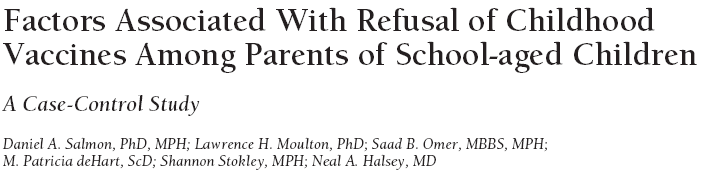 Factors Associated With Refusal of Childhood
Vaccines Among Parents of School-aged Children
A Case-Control Study
Daniel A. Salmon, PhD, MPH; Lawrence H. Moulton, PhD; Saad B. Omer, MBBS, MPH;
M. Patricia deHart, ScD; Shannon Stokley, MPH; Neal A. Halsey, MD